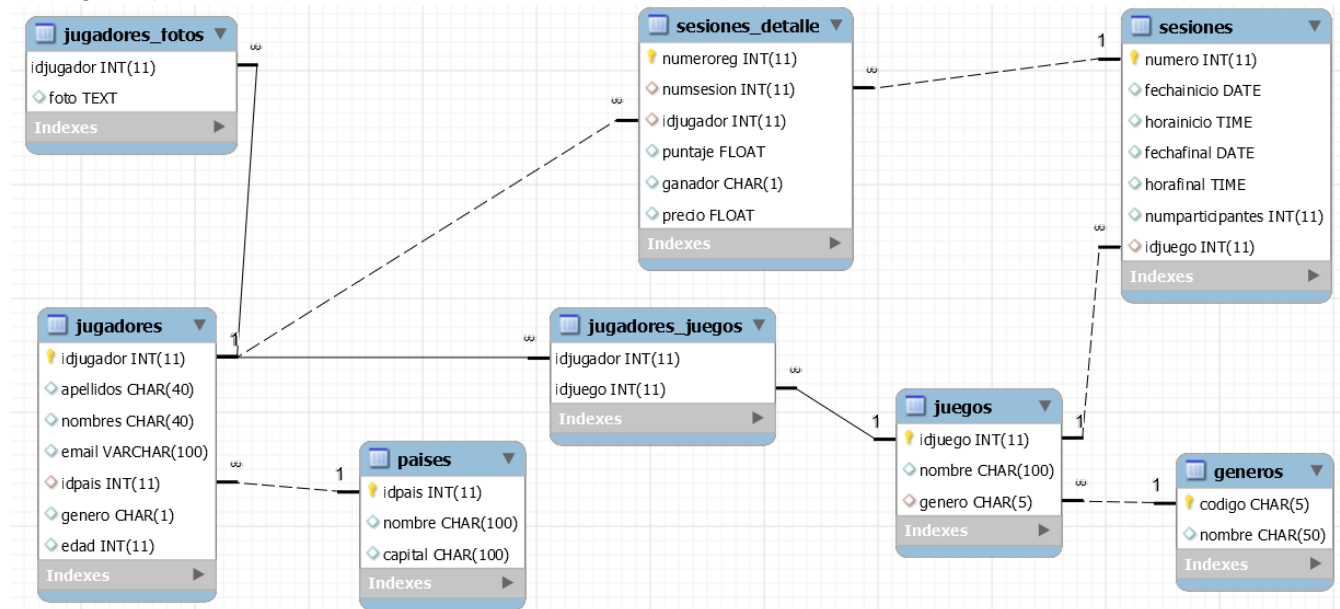 jugadores_fotos
idjugador INT(11)
foto TEXT
Indexes
∞
sesiones_detalle
numeroreg INT(11)
numsesion INT(11)
idjugador INT(11)
puntaje FLOAT
ganador CHAR(1)
precio FLOAT
Indexes
∞
∞
sesiones
numero INT(11)
fechainicio DATE
horainicio TIME
fechafinal DATE
horafinal TIME
numparticipantes INT(11)
idjuego INT(11)
Indexes
1
∞
jugadores
idjugador INT(11)
apellidos CHAR(40)
nombres CHAR(40)
email VARCHAR(100)
idpais INT(11)
genero CHAR(1)
edad INT(11)
Indexes
1
∞
paises
idpais INT(11)
nombre CHAR(100)
capital CHAR(100)
Indexes
1
jugadores_juegos
idjugador INT(11)
idjuego INT(11)
Indexes
∞
∞
juegos
idjuego INT(11)
nombre CHAR(100)
genero CHAR(5)
Indexes
1
1
∞
generos
codigo CHAR(5)
nombre CHAR(50)
Indexes
1